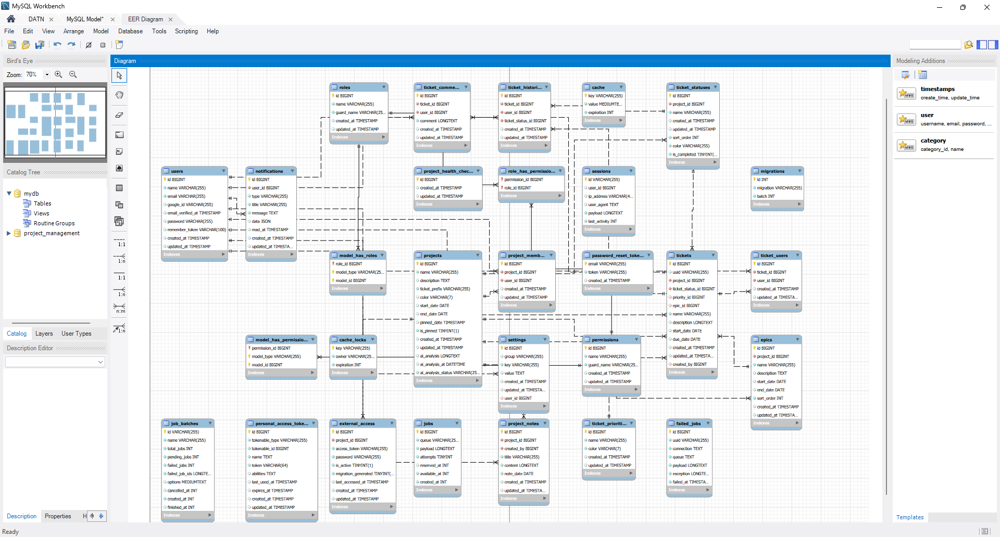 MySQL Workbench
DATN
MySQL Model*
EER Diagram
File Edit View Arrange Model Database Tools Scripting Help
Bird's Eye
Zoom: 70%
Catalog Tree
mydb
Tables
Views
Routine Groups
project_management
Catalog Layers User Types
Description Editor
Description Properties H
Ready
Diagram
1:1
1:n
1:1
1:n
n:m
1:n
roles
id BIGINT
name VARCHAR(255)
guard_name VARCHAR(25...
created_at TIMESTAMP
updated_at TIMESTAMP
Indexes
ticket_comme...
id BIGINT
ticket_id BIGINT
user_id BIGINT
comment LONGTEXT
created_at TIMESTAMP
updated_at TIMESTAMP
Indexes
ticket_histori...
id BIGINT
ticket_id BIGINT
user_id BIGINT
ticket_status_id BIGINT
created_at TIMESTAMP
updated_at TIMESTAMP
Indexes
cache
key VARCHAR(255)
value MEDIUMTE...
expiration INT
Indexes
ticket_statuses
id BIGINT
project_id BIGINT
name VARCHAR(255)
created_at TIMESTAMP
updated_at TIMESTAMP
sort_order INT
color VARCHAR(255)
is_completed TINYINT(...
Indexes
users
id BIGINT
name VARCHAR(255)
email VARCHAR(255)
google_id VARCHAR(255)
email_verified_at TIMESTAMP
password VARCHAR(255)
remember_token VARCHAR(100)
created_at TIMESTAMP
updated_at TIMESTAMP
Indexes
notifications
id BIGINT
user_id BIGINT
type VARCHAR(255)
title VARCHAR(255)
message TEXT
data JSON
read_at TIMESTAMP
created_at TIMESTAMP
updated_at TIMESTA...
Indexes
project_health_chec...
id BIGINT
created_at TIMESTAMP
updated_at TIMESTAMP
Indexes
role_has_permissio...
permission_id BIGINT
role_id BIGINT
Indexes
sessions
id VARCHAR(255)
user_id BIGINT
ip_address VARCHAR(4...
user_agent TEXT
payload LONGTEXT
last_activity INT
Indexes
migrations
id INT
migration VARCHAR(255)
batch INT
Indexes
model_has_roles
role_id BIGINT
model_type VARCHAR(25...
model_id BIGINT
Indexes
projects
id BIGINT
name VARCHAR(255)
description TEXT
ticket_prefix VARCHAR(255)
color VARCHAR(7)
start_date DATE
end_date DATE
pinned_date TIMESTAMP
is_pinned TINYINT(1)
created_at TIMESTAMP
updated_at TIMESTAMP
ai_analysis LONGTEXT
ai_analysis_at DATETIME
ai_analysis_status VARCHAR(25...
Indexes
project_memb...
id BIGINT
project_id BIGINT
user_id BIGINT
created_at TIMESTAMP
updated_at TIMESTAMP
Indexes
password_reset_toke...
email VARCHAR(255)
token VARCHAR(255)
created_at TIMESTAMP
Indexes
tickets
id BIGINT
uuid VARCHAR(255)
project_id BIGINT
ticket_status_id BIGINT
priority_id BIGINT
epic_id BIGINT
name VARCHAR(255)
description LONGTEXT
start_date DATE
due_date DATE
created_at TIMESTAMP
updated_at TIMESTA...
created_by BIGINT
Indexes
ticket_users
id BIGINT
ticket_id BIGINT
user_id BIGINT
created_at TIMESTAMP
updated_at TIMESTA...
Indexes
model_has_permissio...
permission_id BIGINT
model_type VARCHAR(255)
model_id BIGINT
Indexes
cache_locks
key VARCHAR(255)
owner VARCHAR(25...
expiration INT
Indexes
settings
id BIGINT
group VARCHAR(255)
key VARCHAR(255)
value TEXT
created_at TIMESTAMP
updated_at TIMESTA...
user_id BIGINT
Indexes
permissions
id BIGINT
name VARCHAR(255)
guard_name VARCHAR(25...
created_at TIMESTAMP
updated_at TIMESTAMP
Indexes
epics
id BIGINT
project_id BIGINT
name VARCHAR(255)
description TEXT
start_date DATE
end_date DATE
sort_order INT
created_at TIMESTAMP
updated_at TIMESTA...
Indexes
job_batches
id VARCHAR(255)
name VARCHAR(255)
total_jobs INT
pending_jobs INT
failed_jobs INT
failed_job_ids LONGTE...
options MEDIUMTEXT
cancelled_at INT
created_at INT
finished_at INT
Indexes
personal_access_toke...
id BIGINT
tokenable_type VARCHAR(255)
tokenable_id BIGINT
name TEXT
token VARCHAR(64)
abilities TEXT
last_used_at TIMESTAMP
expires_at TIMESTAMP
created_at TIMESTAMP
updated_at TIMESTAMP
Indexes
external_access
id BIGINT
project_id BIGINT
access_token VARCHAR(255)
password VARCHAR(255)
is_active TINYINT(1)
migration_generated TINYINT(...
last_accessed_at TIMESTAMP
created_at TIMESTAMP
updated_at TIMESTAMP
Indexes
jobs
id BIGINT
queue VARCHAR(25...
payload LONGTEXT
attempts TINYINT
reserved_at INT
available_at INT
created_at INT
Indexes
project_notes
id BIGINT
project_id BIGINT
created_by BIGINT
title VARCHAR(255)
content LONGTEXT
note_date DATE
created_at TIMESTAMP
updated_at TIMESTA...
Indexes
ticket_prioriti...
id BIGINT
name VARCHAR(255)
color VARCHAR(7)
created_at TIMESTAMP
updated_at TIMESTAMP
Indexes
failed_jobs
id BIGINT
uuid VARCHAR(255)
connection TEXT
queue TEXT
payload LONGTEXT
exception LONGTE...
failed_at TIMESTA...
Indexes
Modeling Additions
MWB
timestamps
create_time, update_time
MWB
user
username, email, password, ...
MWB
category
category_id, name
Templates